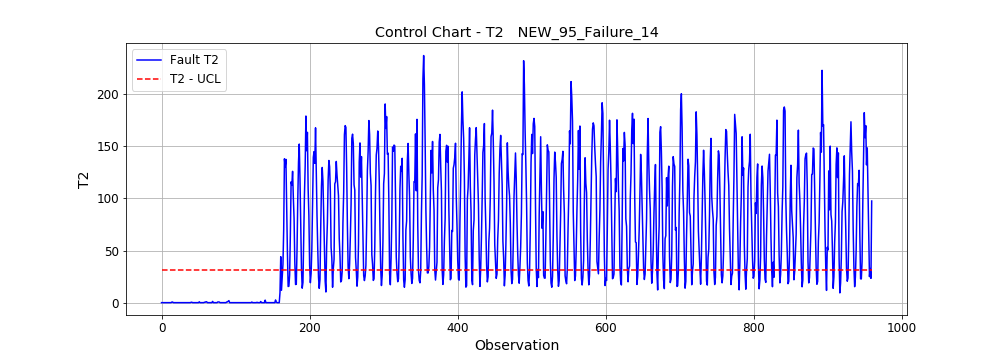 Control Chart - T2   NEW_95_Failure_14
Fault T2
T2 - UCL
T2
200
150
100
50
0
0 200 400 600 800 1000
Observation